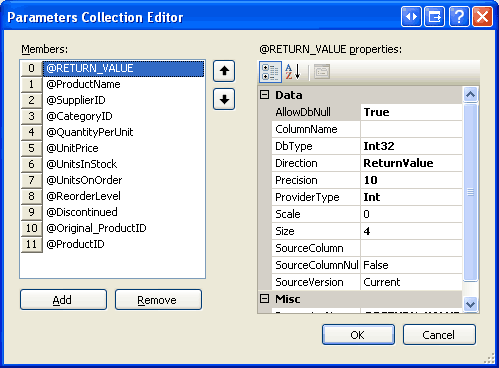 Parameters Collection Editor
Members:
0 @RETURN_VALUE
1 @ProductName
2 @SupplierID
3 @CategoryID
4 @QuantityPerUnit
5 @UnitPrice
6 @UnitsInStock
7 @UnitsOnOrder
8 @ReorderLevel
9 @Discontinued
10 @Original_ProductID
11 @ProductID
Add Remove
@RETURN_VALUE properties:
Data
AllowDbNull True
ColumnName
DbType Int32
Direction ReturnValue
Precision 10
ProviderType Int
Scale 0
Size 4
SourceColumn
SourceColumnNul False
SourceVersion Current
Misc
OK Cancel